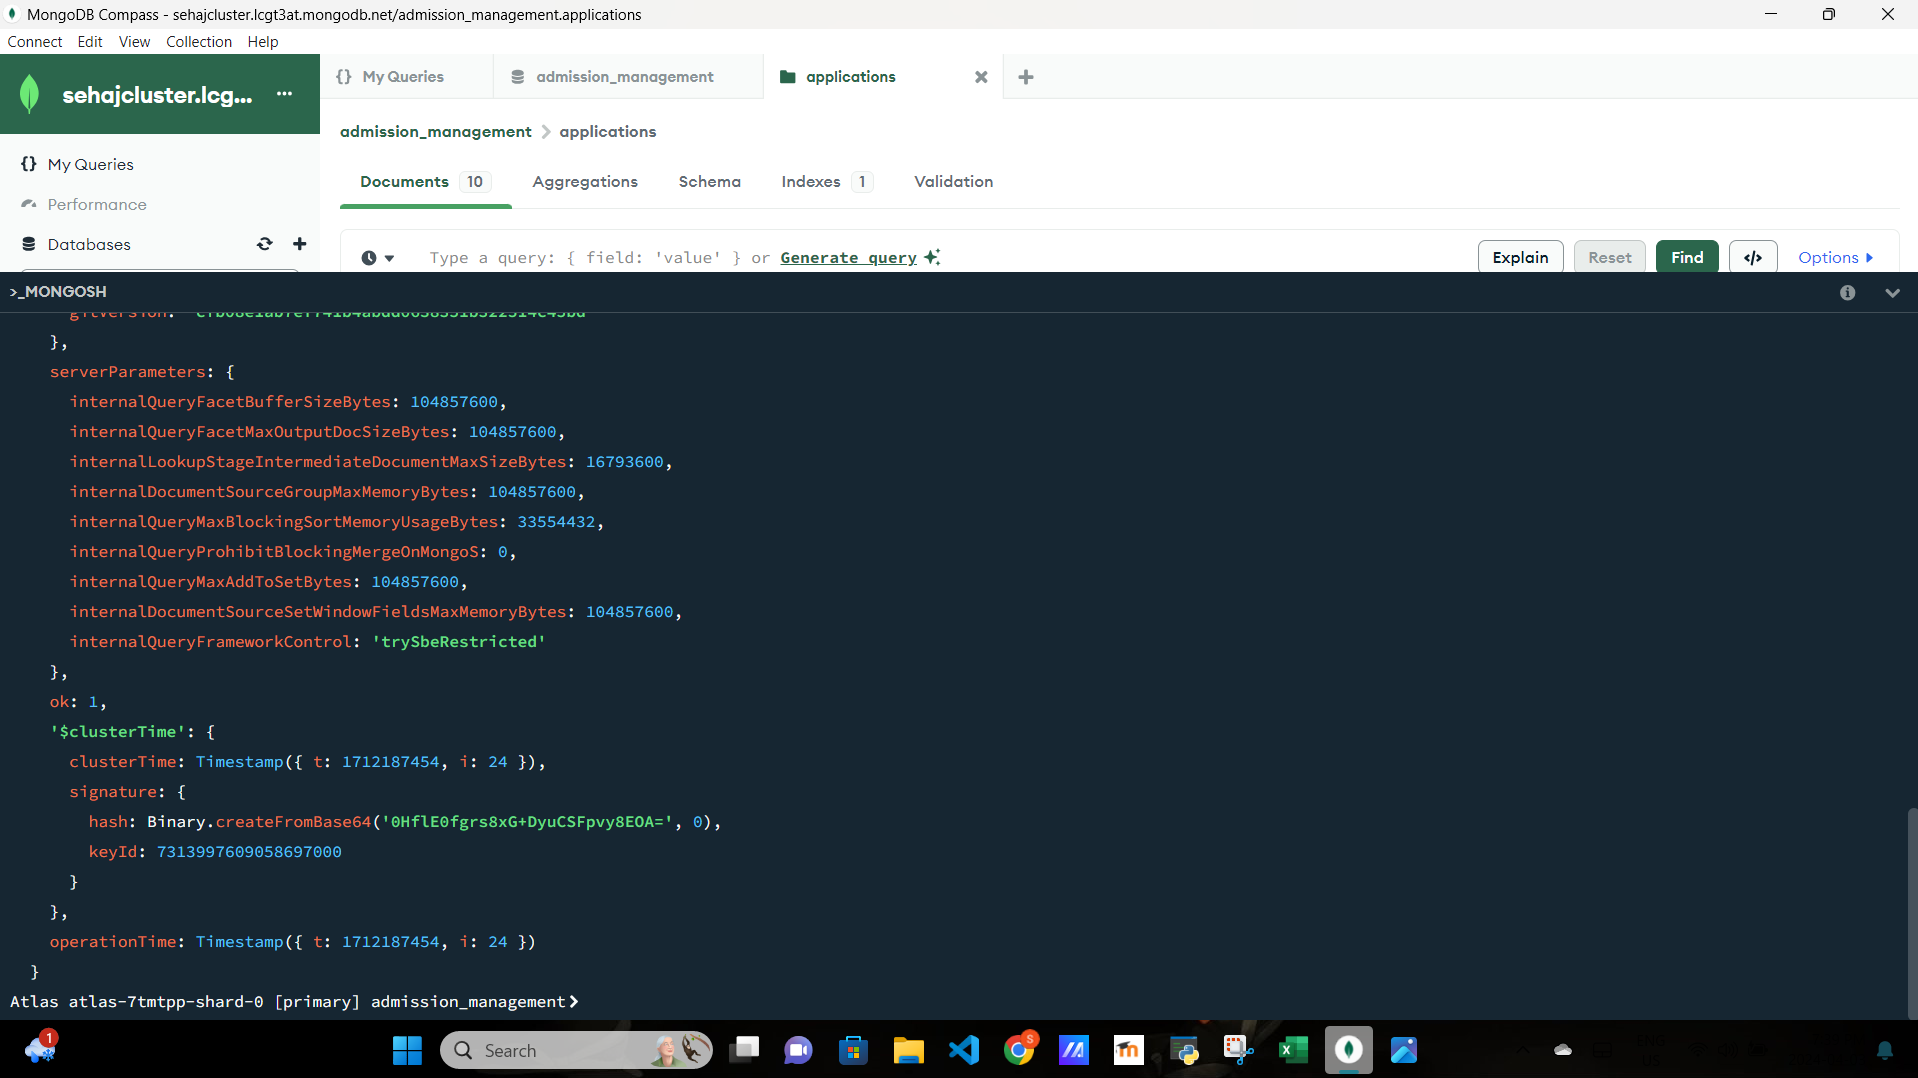 MongoDB Compass - sehajcluster.lcgt3at.mongodb.net/admission_management.applications
Connect Edit View Collection Help
sehajcluster.lcg... ...
{} My Queries
Performance
Databases
{} My Queries
admission_management
applications
admission_management > applications
Documents 10 Aggregations Schema Indexes 1 Validation
Type a query: { field: 'value' } or Generate query
Explain Reset Find </> Options
>_MONGOSH
},
serverParameters: {
internalQueryFacetBufferSizeBytes: 104857600,
internalQueryFacetMaxOutputDocSizeBytes: 104857600,
internalLookupStageIntermediateDocumentMaxSizeBytes: 16793600,
internalDocumentSourceGroupMaxMemoryBytes: 104857600,
internalQueryMaxBlockingSortMemoryUsageBytes: 33554432,
internalQueryProhibitBlockingMergeOnMongoS: 0,
internalQueryMaxAddToSetBytes: 104857600,
internalDocumentSourceSetWindowFieldsMaxMemoryBytes: 104857600,
internalQueryFrameworkControl: 'trySbeRestricted'
},
ok: 1,
'$clusterTime': {
clusterTime: Timestamp({ t: 1712187454, i: 24 }),
signature: {
hash: Binary.createFromBase64('0HflE0fgrs8xG+DyuCSFpvy8EOA=', 0),
keyId: 7313997609058697000
}
},
operationTime: Timestamp({ t: 1712187454, i: 24 })
}
Atlas atlas-7tmtpp-shard-0 [primary] admission_management>
1
Search
S